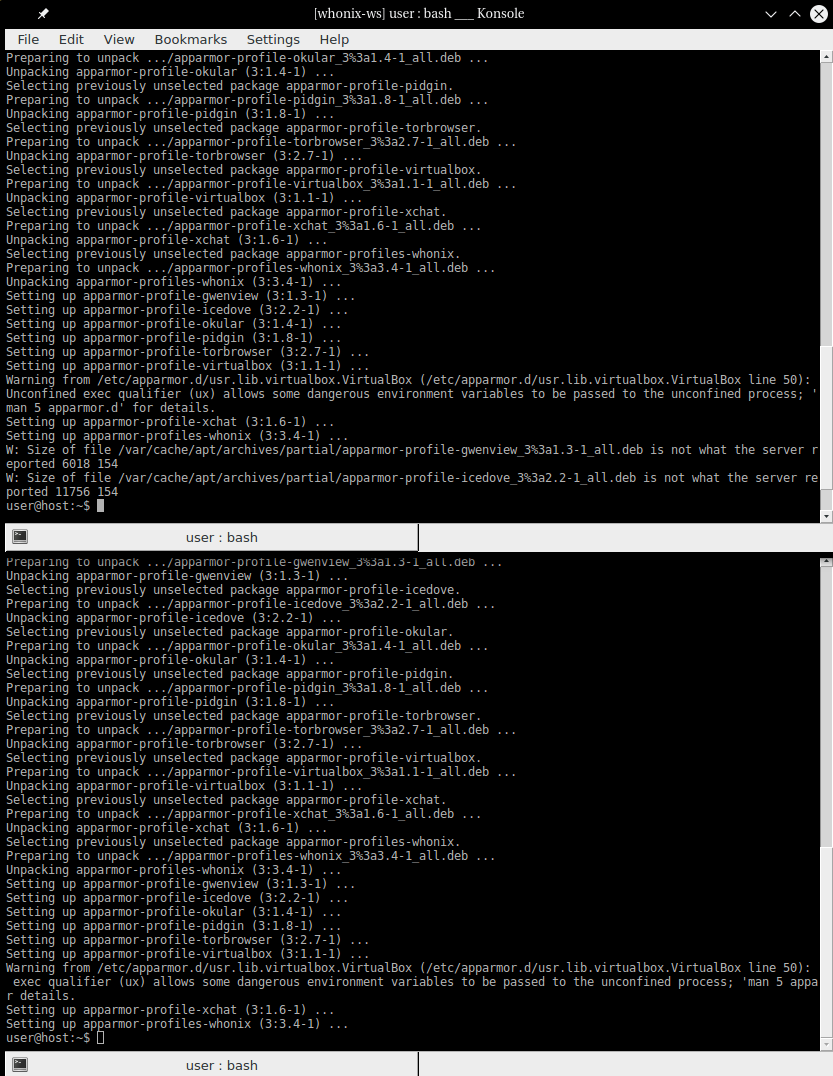 [whonix-ws] user : bash ___ Konsole
File Edit View Bookmarks Settings Help
Preparing to unpack .../apparmor-profile-okular_3%3a1.4-1_all.deb ...
Unpacking apparmor-profile-okular (3:1.4-1) ...
Selecting previously unselected package apparmor-profile-pidgin.
Preparing to unpack .../apparmor-profile-pidgin_3%3a1.8-1_all.deb ...
Unpacking apparmor-profile-pidgin (3:1.8-1) ...
Selecting previously unselected package apparmor-profile-torbrowser.
Preparing to unpack .../apparmor-profile-torbrowser_3%3a2.7-1_all.deb ...
Unpacking apparmor-profile-torbrowser (3:2.7-1) ...
Selecting previously unselected package apparmor-profile-virtualbox.
Preparing to unpack .../apparmor-profile-virtualbox_3%3a1.1-1_all.deb ...
Unpacking apparmor-profile-virtualbox (3:1.1-1) ...
Selecting previously unselected package apparmor-profile-xchat.
Preparing to unpack .../apparmor-profile-xchat_3%3a1.6-1_all.deb ...
Unpacking apparmor-profile-xchat (3:1.6-1) ...
Selecting previously unselected package apparmor-profiles-whonix.
Preparing to unpack .../apparmor-profiles-whonix_3%3a3.4-1_all.deb ...
Unpacking apparmor-profiles-whonix (3:3.4-1) ...
Setting up apparmor-profile-gwenview (3:1.3-1) ...
Setting up apparmor-profile-icedove (3:2.2-1) ...
Setting up apparmor-profile-okular (3:1.4-1) ...
Setting up apparmor-profile-pidgin (3:1.8-1) ...
Setting up apparmor-profile-torbrowser (3:2.7-1) ...
Setting up apparmor-profile-virtualbox (3:1.1-1) ...
Warning from /etc/apparmor.d/usr.lib.virtualbox.VirtualBox (/etc/apparmor.d/usr.lib.virtualbox.VirtualBox line 50):
Unconfined exec qualifier (ux) allows some dangerous environment variables to be passed to the unconfined process; '
man 5 apparmor.d' for details.
Setting up apparmor-profile-xchat (3:1.6-1) ...
Setting up apparmor-profiles-whonix (3:3.4-1) ...
W: Size of file /var/cache/apt/archives/partial/apparmor-profile-gwenview_3%3a1.3-1_all.deb is not what the server r
eported 6018 154
W: Size of file /var/cache/apt/archives/partial/apparmor-profile-icedove_3%3a2.2-1_all.deb is not what the server re
ported 11756 154
user@host:~$
user : bash
Preparing to unpack .../apparmor-profile-gwenview_3%3a1.3-1_all.deb ...
Unpacking apparmor-profile-gwenview (3:1.3-1) ...
Selecting previously unselected package apparmor-profile-icedove.
Preparing to unpack .../apparmor-profile-icedove_3%3a2.2-1_all.deb ...
Unpacking apparmor-profile-icedove (3:2.2-1) ...
Selecting previously unselected package apparmor-profile-okular.
Preparing to unpack .../apparmor-profile-okular_3%3a1.4-1_all.deb ...
Unpacking apparmor-profile-okular (3:1.4-1) ...
Selecting previously unselected package apparmor-profile-pidgin.
Preparing to unpack .../apparmor-profile-pidgin_3%3a1.8-1_all.deb ...
Unpacking apparmor-profile-pidgin (3:1.8-1) ...
Selecting previously unselected package apparmor-profile-torbrowser.
Preparing to unpack .../apparmor-profile-torbrowser_3%3a2.7-1_all.deb ...
Unpacking apparmor-profile-torbrowser (3:2.7-1) ...
Selecting previously unselected package apparmor-profile-virtualbox.
Preparing to unpack .../apparmor-profile-virtualbox_3%3a1.1-1_all.deb ...
Unpacking apparmor-profile-virtualbox (3:1.1-1) ...
Selecting previously unselected package apparmor-profile-xchat.
Preparing to unpack .../apparmor-profile-xchat_3%3a1.6-1_all.deb ...
Unpacking apparmor-profile-xchat (3:1.6-1) ...
Selecting previously unselected package apparmor-profiles-whonix.
Preparing to unpack .../apparmor-profiles-whonix_3%3a3.4-1_all.deb ...
Unpacking apparmor-profiles-whonix (3:3.4-1) ...
Setting up apparmor-profile-gwenview (3:1.3-1) ...
Setting up apparmor-profile-icedove (3:2.2-1) ...
Setting up apparmor-profile-okular (3:1.4-1) ...
Setting up apparmor-profile-pidgin (3:1.8-1) ...
Setting up apparmor-profile-torbrowser (3:2.7-1) ...
Setting up apparmor-profile-virtualbox (3:1.1-1) ...
Warning from /etc/apparmor.d/usr.lib.virtualbox.VirtualBox (/etc/apparmor.d/usr.lib.virtualbox.VirtualBox line 50):
exec qualifier (ux) allows some dangerous environment variables to be passed to the unconfined process; 'man 5 appa
r details.
Setting up apparmor-profile-xchat (3:1.6-1) ...
Setting up apparmor-profiles-whonix (3:3.4-1) ...
user@host:~$
user : bash